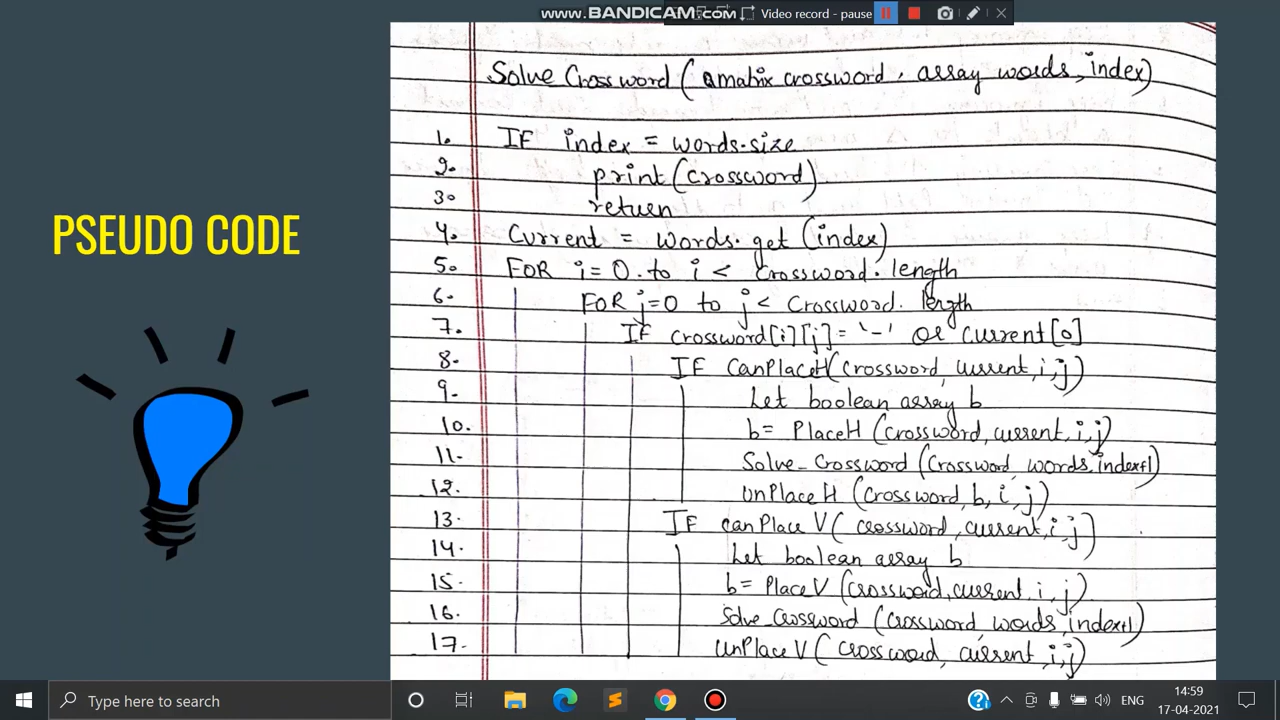 www.BANDICAM.com Video record - pause
PSEUDO CODE
Solve Crossword ( amatrix crossword, array words, index)
1. IF index = words.size
2. print (crossword)
3. return
4. Current = words.get (index)
5. FOR i = 0 to i < crossword.length
6. FOR j=0 to j < Crossword. length
7. IF crossword[i][j] = '-' or current[0]
8. IF CanPlaceH(crossword, current, i, j)
9. Let boolean array b
10. b = PlaceH (crossword, current, i, j)
11. Solve_Crossword (crossword, words, index+1)
12. unPlaceH (crossword, b, i, j)
13. IF canPlace V( crossword, current, i, j)
14. Let boolean array b
15. b = PlaceV (crossword, current, i, j)
16. Solve_Crossword (crossword, words, index+1)
17. unPlaceV( crossword, current, i, j)
Type here to search
ENG
14:59
17-04-2021